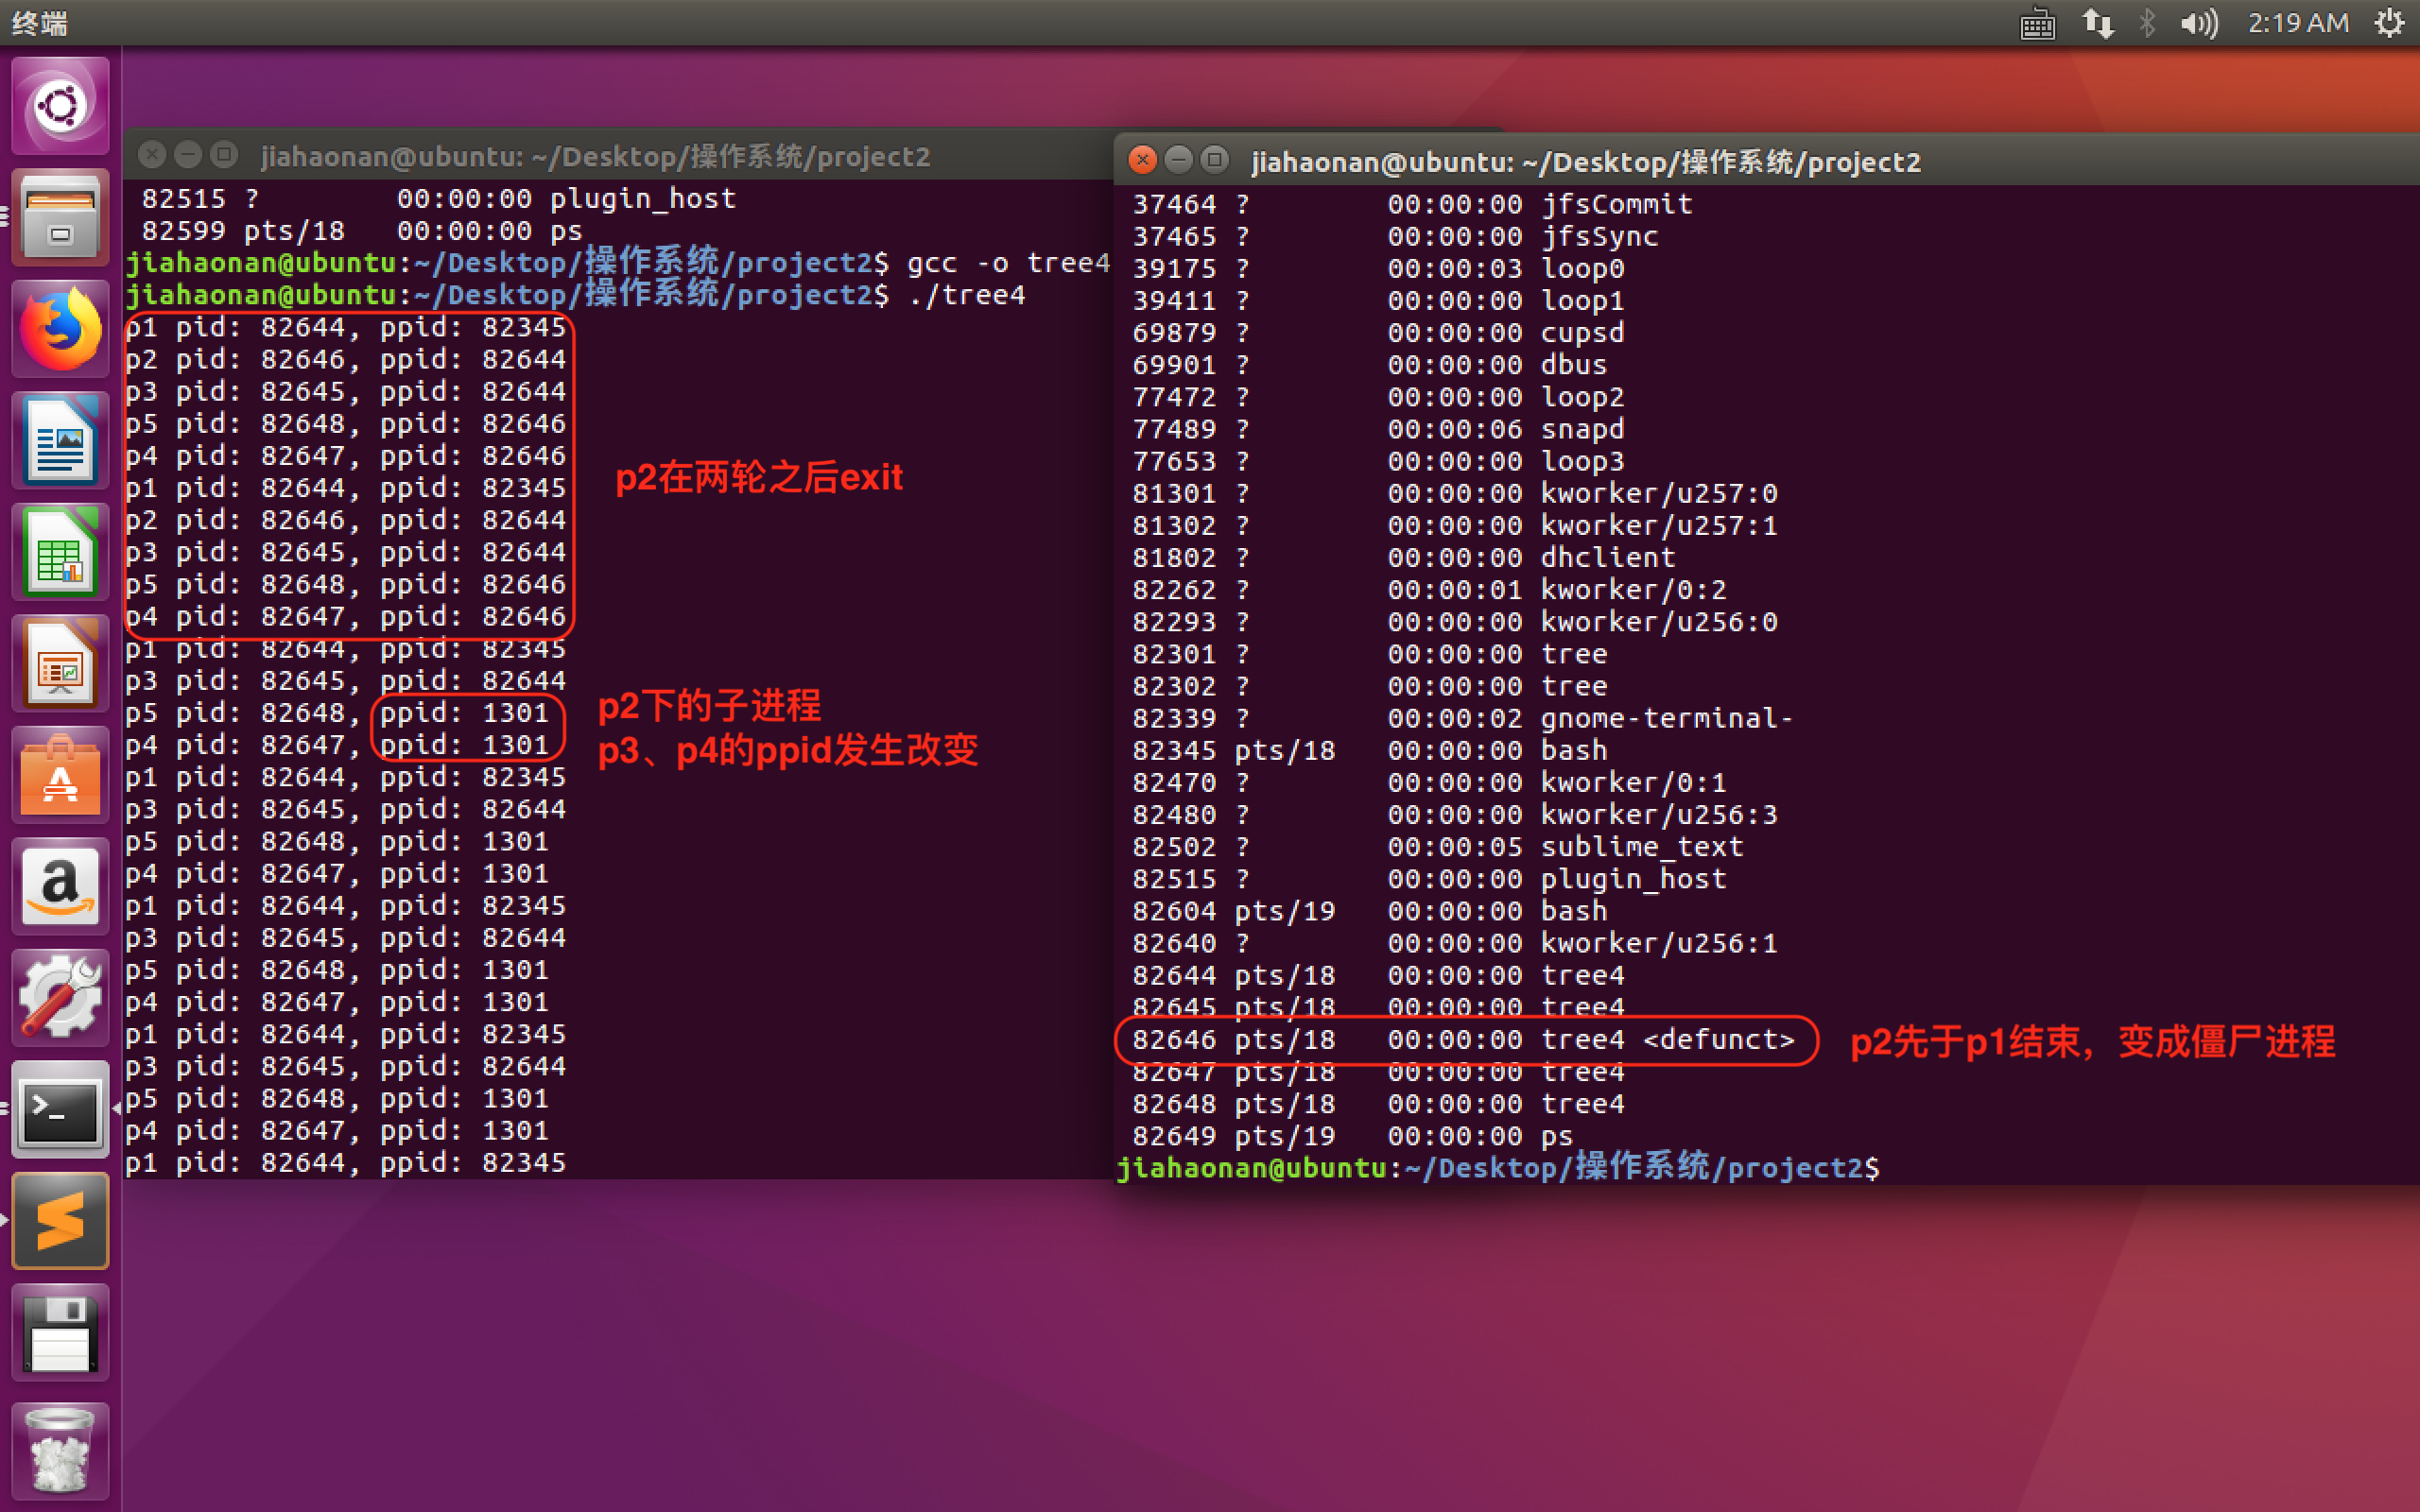 终端
2:19 AM
jiahaonan@ubuntu: ~/Desktop/操作系统/project2
82515 ? 00:00:00 plugin_host
82599 pts/18 00:00:00 ps
jiahaonan@ubuntu:~/Desktop/操作系统/project2$ gcc -o tree4
jiahaonan@ubuntu:~/Desktop/操作系统/project2$ ./tree4
p1 pid: 82644, ppid: 82345
p2 pid: 82646, ppid: 82644
p3 pid: 82645, ppid: 82644
p5 pid: 82648, ppid: 82646
p4 pid: 82647, ppid: 82646
p1 pid: 82644, ppid: 82345
p2 pid: 82646, ppid: 82644
p3 pid: 82645, ppid: 82644
p5 pid: 82648, ppid: 82646
p4 pid: 82647, ppid: 82646
p1 pid: 82644, ppid: 82345
p3 pid: 82645, ppid: 82644
p5 pid: 82648, ppid: 1301
p4 pid: 82647, ppid: 1301
p1 pid: 82644, ppid: 82345
p3 pid: 82645, ppid: 82644
p5 pid: 82648, ppid: 1301
p4 pid: 82647, ppid: 1301
p1 pid: 82644, ppid: 82345
p3 pid: 82645, ppid: 82644
p5 pid: 82648, ppid: 1301
p4 pid: 82647, ppid: 1301
p1 pid: 82644, ppid: 82345
p3 pid: 82645, ppid: 82644
p5 pid: 82648, ppid: 1301
p4 pid: 82647, ppid: 1301
p1 pid: 82644, ppid: 82345
p2在两轮之后exit
p2下的子进程
p3、p4的ppid发生改变
jiahaonan@ubuntu: ~/Desktop/操作系统/project2
37464 ? 00:00:00 jfsCommit
37465 ? 00:00:00 jfsSync
39175 ? 00:00:03 loop0
39411 ? 00:00:00 loop1
69879 ? 00:00:00 cupsd
69901 ? 00:00:00 dbus
77472 ? 00:00:00 loop2
77489 ? 00:00:06 snapd
77653 ? 00:00:00 loop3
81301 ? 00:00:00 kworker/u257:0
81302 ? 00:00:00 kworker/u257:1
81802 ? 00:00:00 dhclient
82262 ? 00:00:01 kworker/0:2
82293 ? 00:00:00 kworker/u256:0
82301 ? 00:00:00 tree
82302 ? 00:00:00 tree
82339 ? 00:00:02 gnome-terminal-
82345 pts/18 00:00:00 bash
82470 ? 00:00:00 kworker/0:1
82480 ? 00:00:00 kworker/u256:3
82502 ? 00:00:05 sublime_text
82515 ? 00:00:00 plugin_host
82604 pts/19 00:00:00 bash
82640 ? 00:00:00 kworker/u256:1
82644 pts/18 00:00:00 tree4
82645 pts/18 00:00:00 tree4
82646 pts/18 00:00:00 tree4 <defunct>
82647 pts/18 00:00:00 tree4
82648 pts/18 00:00:00 tree4
82649 pts/19 00:00:00 ps
jiahaonan@ubuntu:~/Desktop/操作系统/project2$
p2先于p1结束，变成僵尸进程